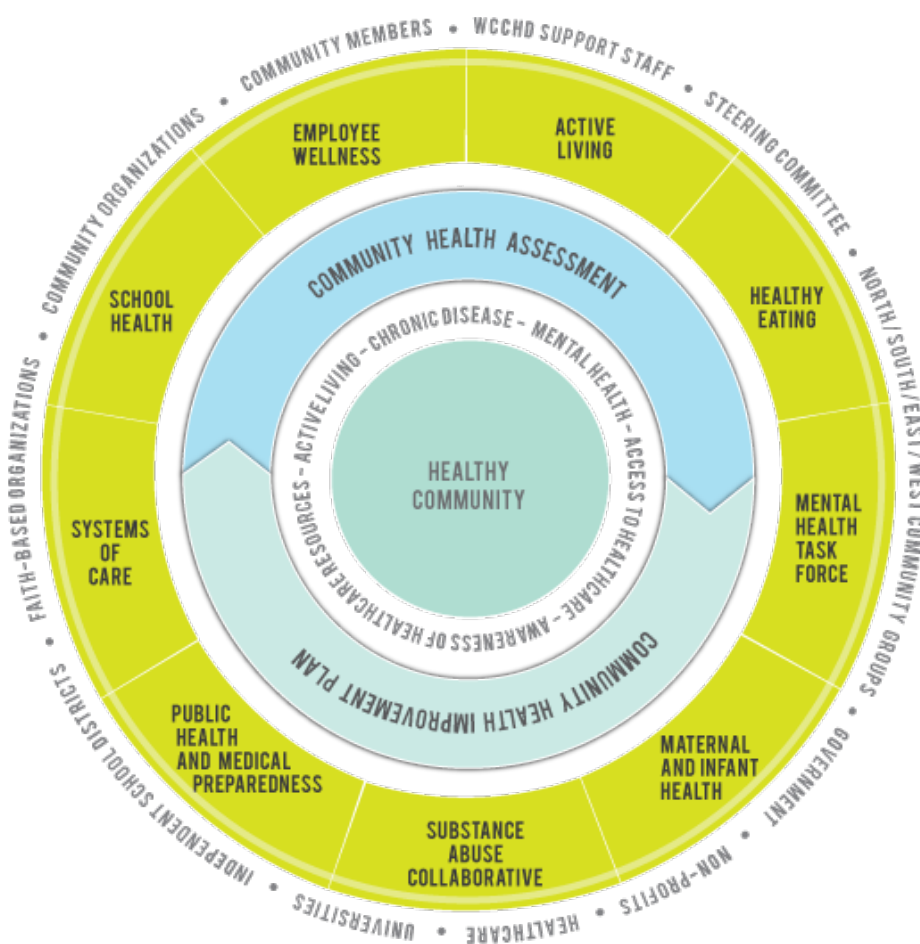 COMMUNITY MEMBERS • WCCHD SUPPORT STAFF • STEERING COMMITTEE • NORTH/SOUTH/EAST/WEST COMMUNITY GROUPS • GOVERNMENT • NON-PROFITS • HEALTHCARE • UNIVERSITIES • INDEPENDENT SCHOOL DISTRICTS • FAITH-BASED ORGANIZATIONS • COMMUNITY ORGANIZATIONS •
EMPLOYEE
WELLNESS
ACTIVE
LIVING
HEALTHY
EATING
MENTAL
HEALTH
TASK
FORCE
MATERNAL
AND INFANT
HEALTH
SUBSTANCE
ABUSE
COLLABORATIVE
PUBLIC
HEALTH
AND MEDICAL
PREPAREDNESS
SYSTEMS
OF
CARE
SCHOOL
HEALTH
COMMUNITY HEALTH ASSESSMENT
COMMUNITY HEALTH IMPROVEMENT PLAN
CHRONIC DISEASE – MENTAL HEALTH – ACCESS TO HEALTHCARE – AWARENESS OF HEALTHCARE RESOURCES – ACTIVE LIVING –
HEALTHY
COMMUNITY